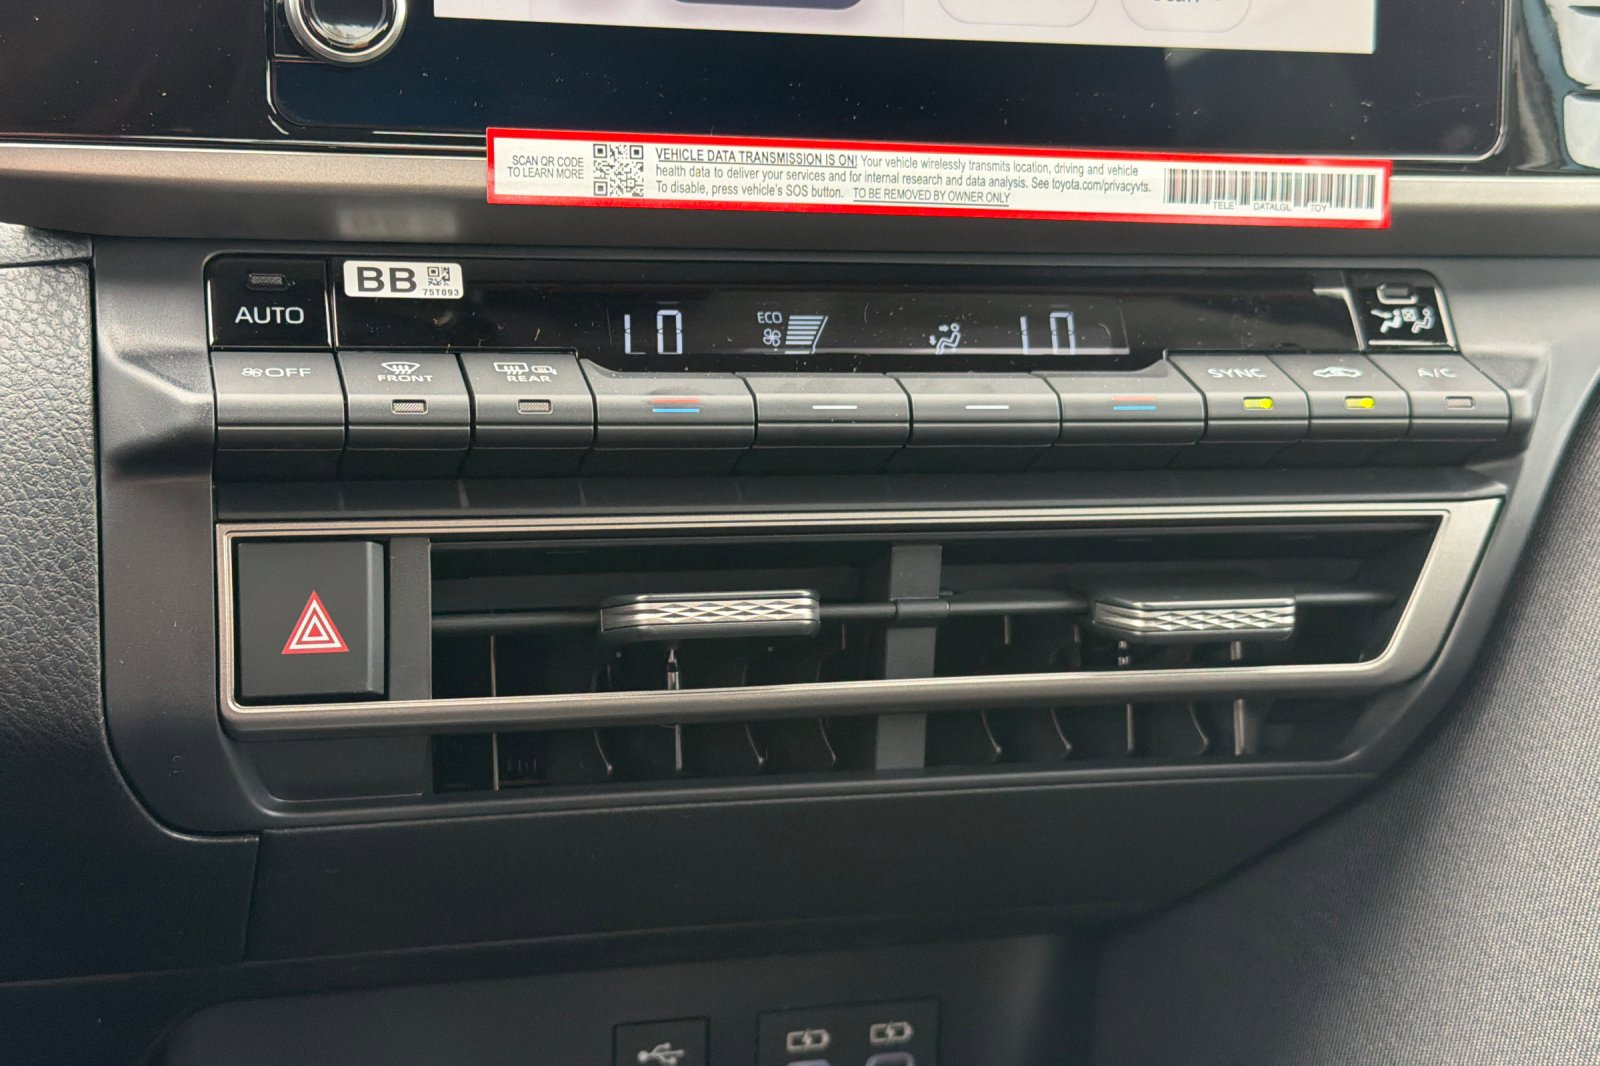 SCAN QR CODE
TO LEARN MORE
VEHICLE DATA TRANSMISSION IS ON! Your vehicle wirelessly transmits location, driving and vehicle
health data to deliver your services and for internal research and data analysis. See toyota.com/privacyvts.
To disable, press vehicle's SOS button. TO BE REMOVED BY OWNER ONLY
TELE DATALGL TOY
AUTO
BB
75T093
LO
ECO
LO
OFF
FRONT
REAR
SYNC
A/C